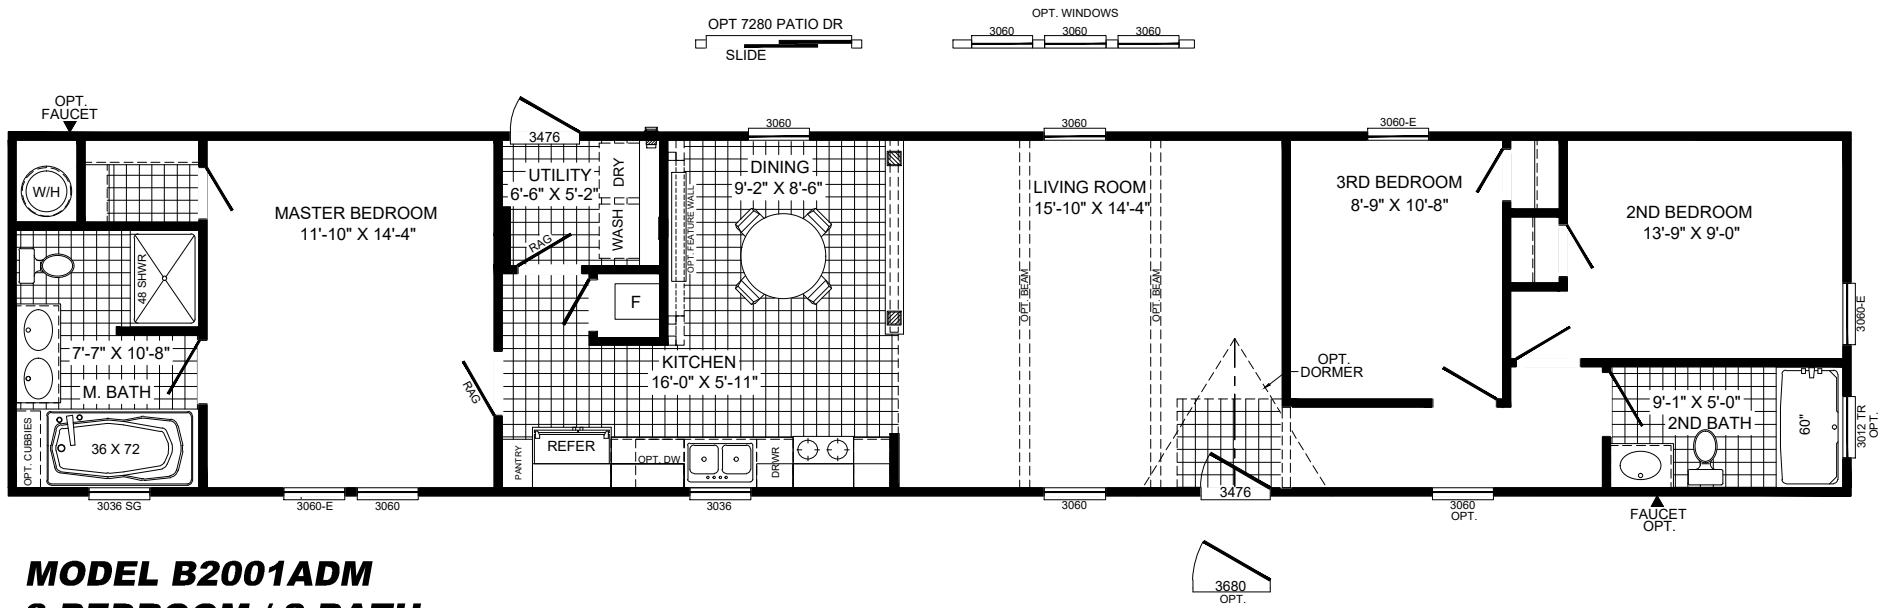 OPT 7280 PATIO DR
SLIDE
OPT. WINDOWS
3060
3060
3060
OPT.
FAUCET
3476
3060
3060
3060-E
W/H
MASTER BEDROOM
11'-10" X 14'-4"
UTILITY
6'-6" X 5'-2"
DRY
WASH
RAG
OPT. FEATURE WALL
DINING
9'-2" X 8'-6"
LIVING ROOM
15'-10" X 14'-4"
OPT. BEAM
OPT. BEAM
3RD BEDROOM
8'-9" X 10'-8"
2ND BEDROOM
13'-9" X 9'-0"
3060-E
48 SHWR
F
7'-7" X 10'-8"
M. BATH
RAG
KITCHEN
16'-0" X 5'-11"
OPT.
DORMER
OPT. CUBBIES
36 X 72
PANTRY
REFER
OPT. DW
DRWR
9'-1" X 5'-0"
2ND BATH
60"
3012 TR
OPT.
3036 SG
3060-E
3060
3036
3060
3476
3060
OPT.
FAUCET
OPT.
3680
OPT.
MODEL B2001ADM
3 BEDROOM / 2 BATH